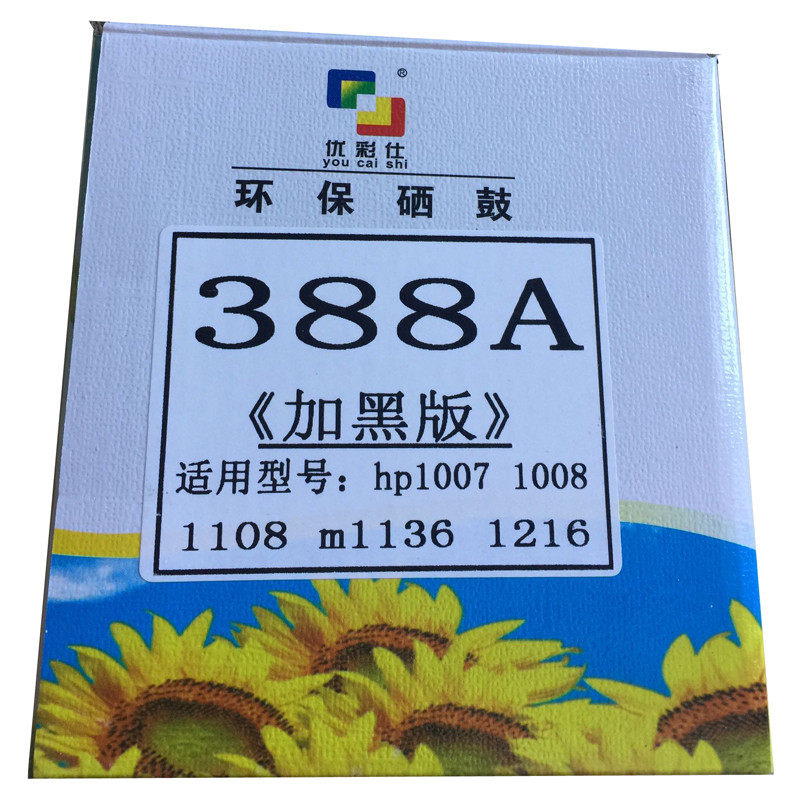 ®
优彩仕
you cai shi
环保硒鼓
388A
《加黑版》
适用型号：hp1007 1008
1108 m1136 1216